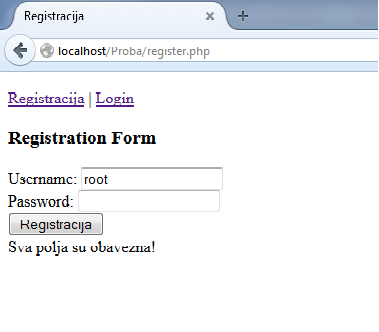 Registracija
localhost/Proba/register.php
Registracija | Login
Registration Form
Username: root
Password:
Registracija
Sva polja su obavezna!